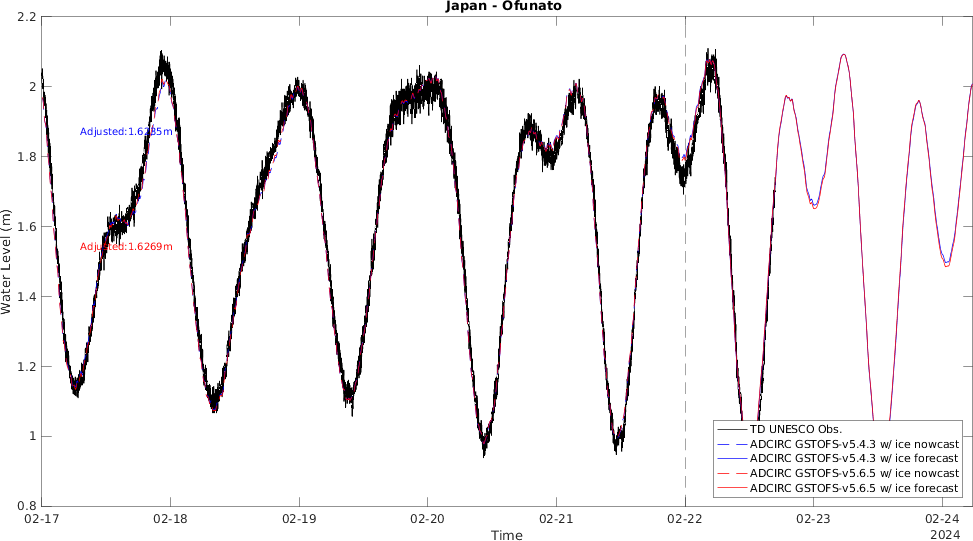 Japan - Ofunato
2.2
2
1.8
1.6
1.4
1.2
1
0.8
Water Level (m)
Adjusted:1.6285m
Adjusted:1.6269m
TD UNESCO Obs.
ADCIRC GSTOFS-v5.4.3 w/ ice nowcast
ADCIRC GSTOFS-v5.4.3 w/ ice forecast
ADCIRC GSTOFS-v5.6.5 w/ ice nowcast
ADCIRC GSTOFS-v5.6.5 w/ ice forecast
02-17 02-18 02-19 02-20 02-21 02-22 02-23 02-24
Time
2024